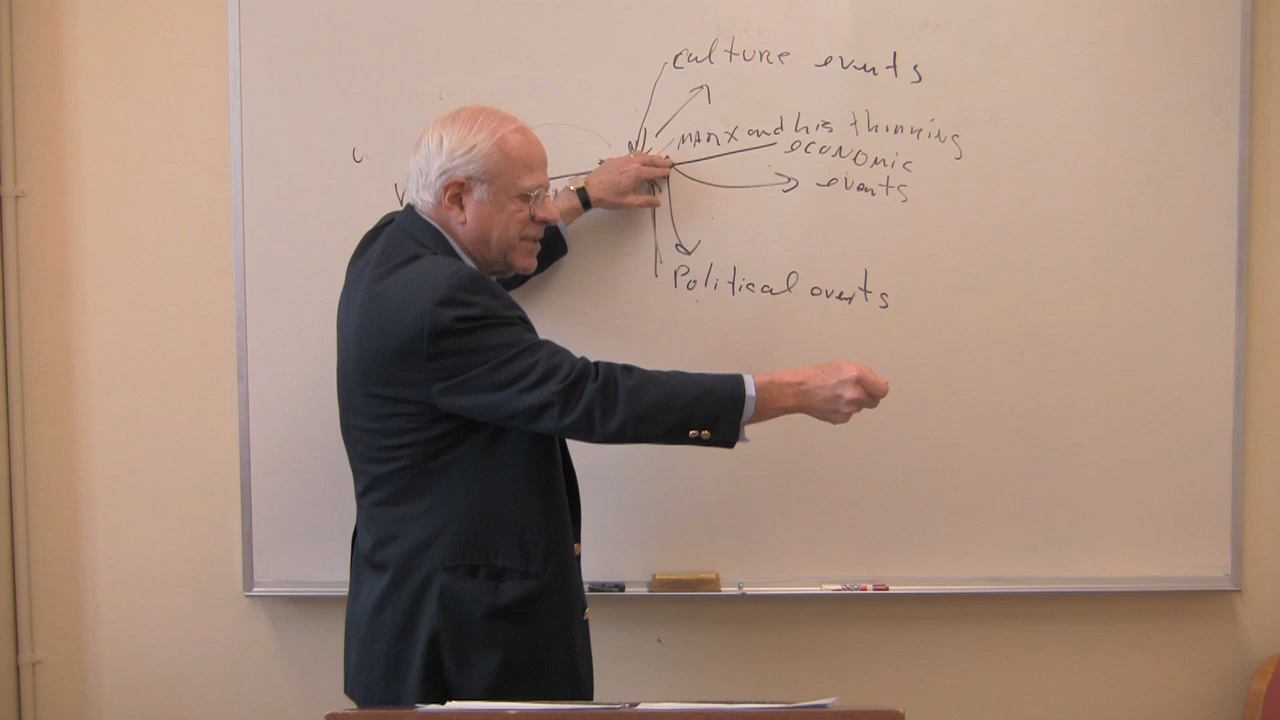 culture events
Marx and his thinking
economic
events
Political events